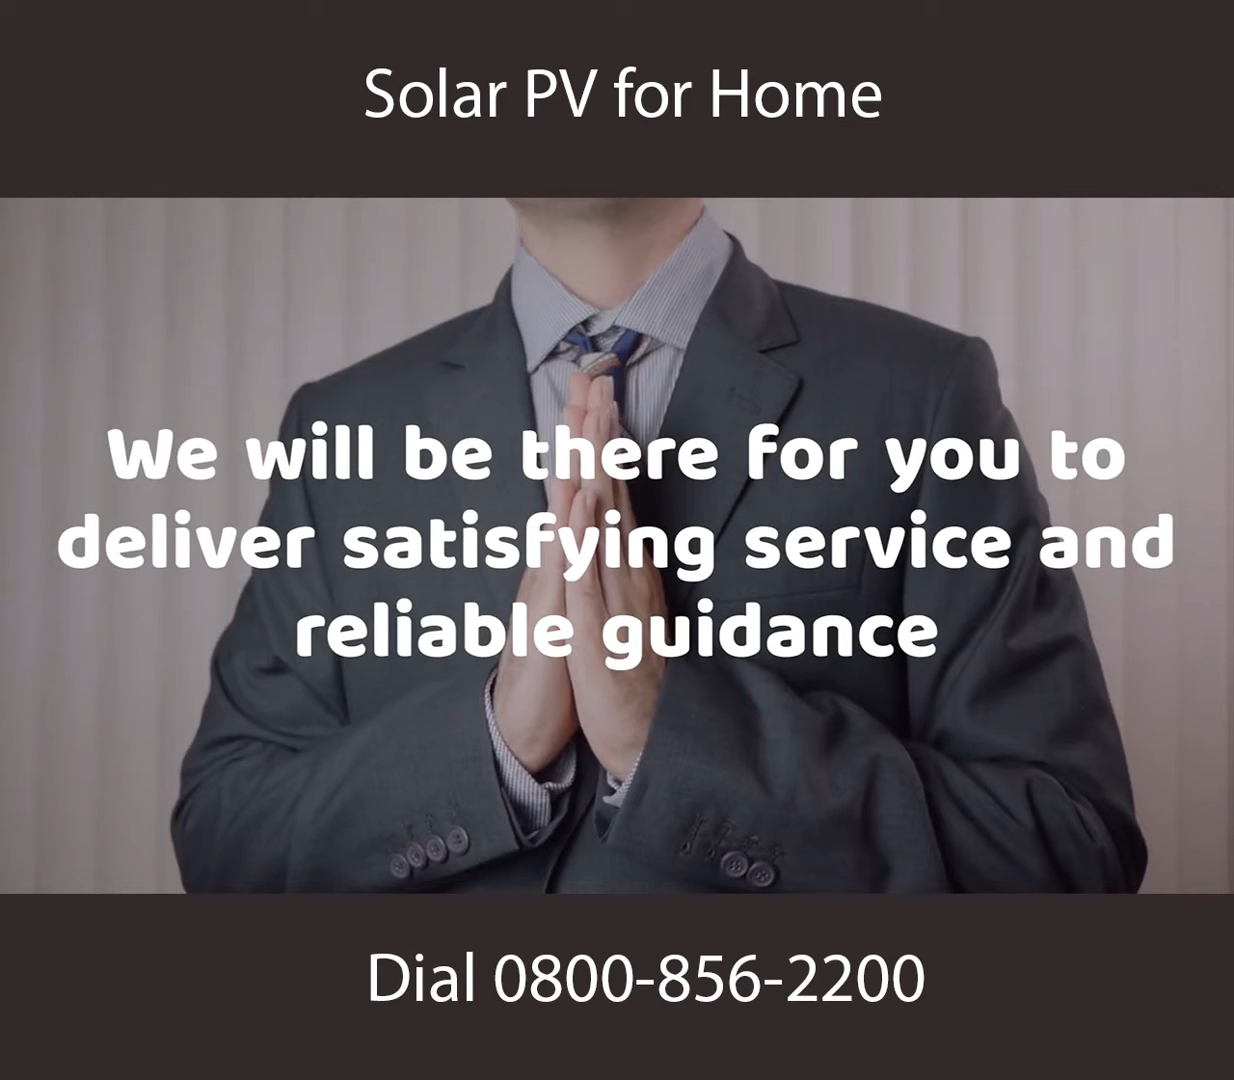 Solar PV for Home
We will be there for you to
deliver satisfying service and
reliable guidance
Dial 0800-856-2200